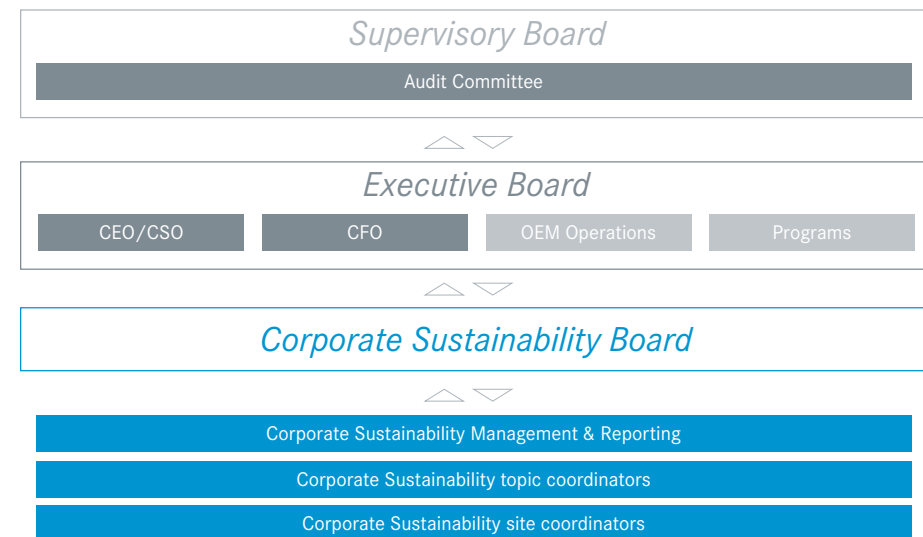 Supervisory Board
Audit Committee
Executive Board
CEO/CSO
CFO
OEM Operations
Programs
Corporate Sustainability Board
Corporate Sustainability Management & Reporting
Corporate Sustainability topic coordinators
Corporate Sustainability site coordinators